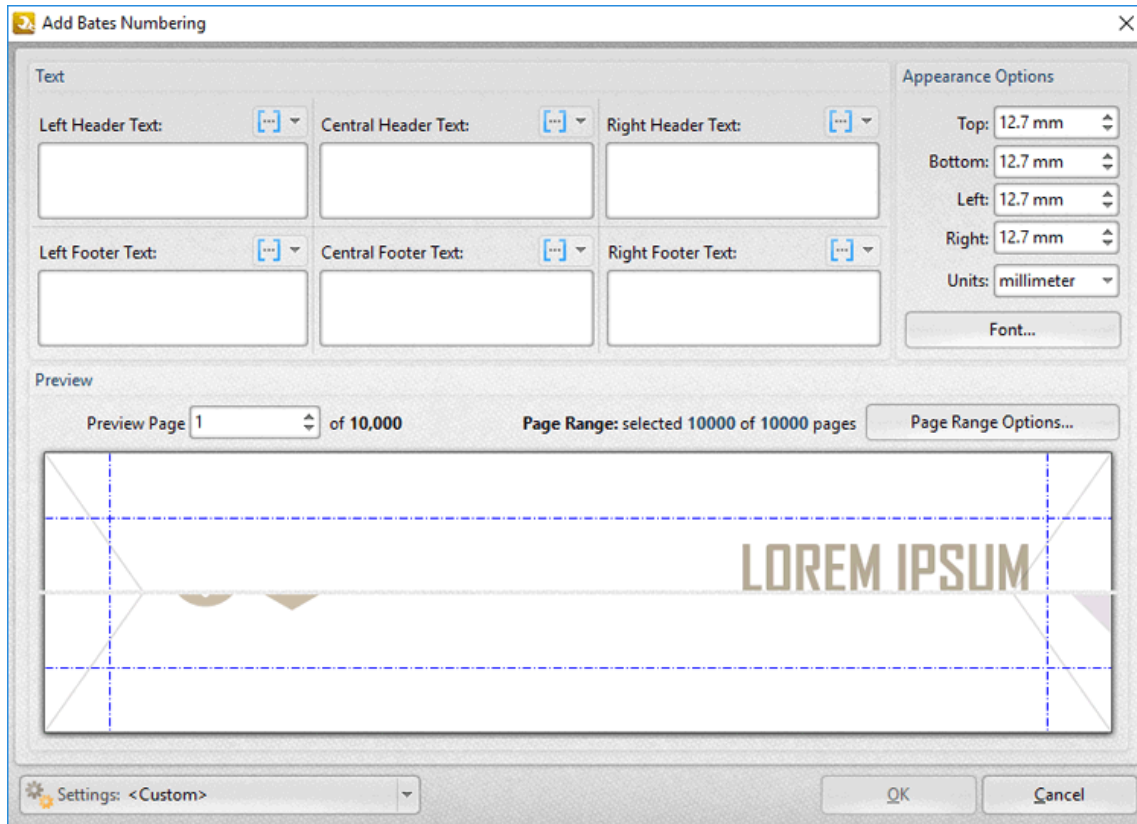 Add Bates Numbering
Text
Left Header Text:
Central Header Text:
Right Header Text:
Left Footer Text:
Central Footer Text:
Right Footer Text:
Appearance Options
Top: 12.7 mm
Bottom: 12.7 mm
Left: 12.7 mm
Right: 12.7 mm
Units: millimeter
Font...
Preview
Preview Page 1 of 10,000
Page Range: selected 10000 of 10000 pages
Page Range Options...
LOREM IPSUM
Settings: <Custom>
OK
Cancel